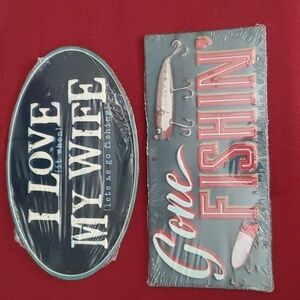 I LOVE
(it when)
MY WIFE
(lets me go fishing)
Gone
FISHIN'